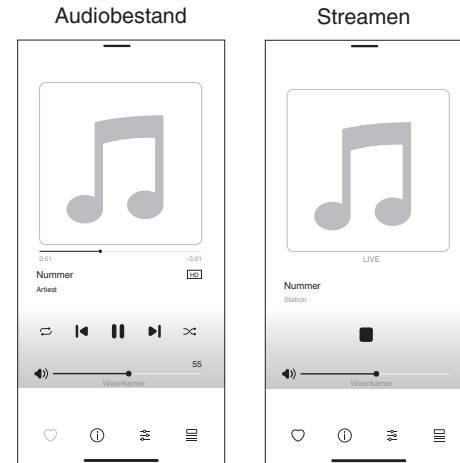 Audiobestand
0:51 -3:01
Nummer HD
Artiest
55
Woonkamer
Streamen
LIVE
Nummer
Station
Woonkamer